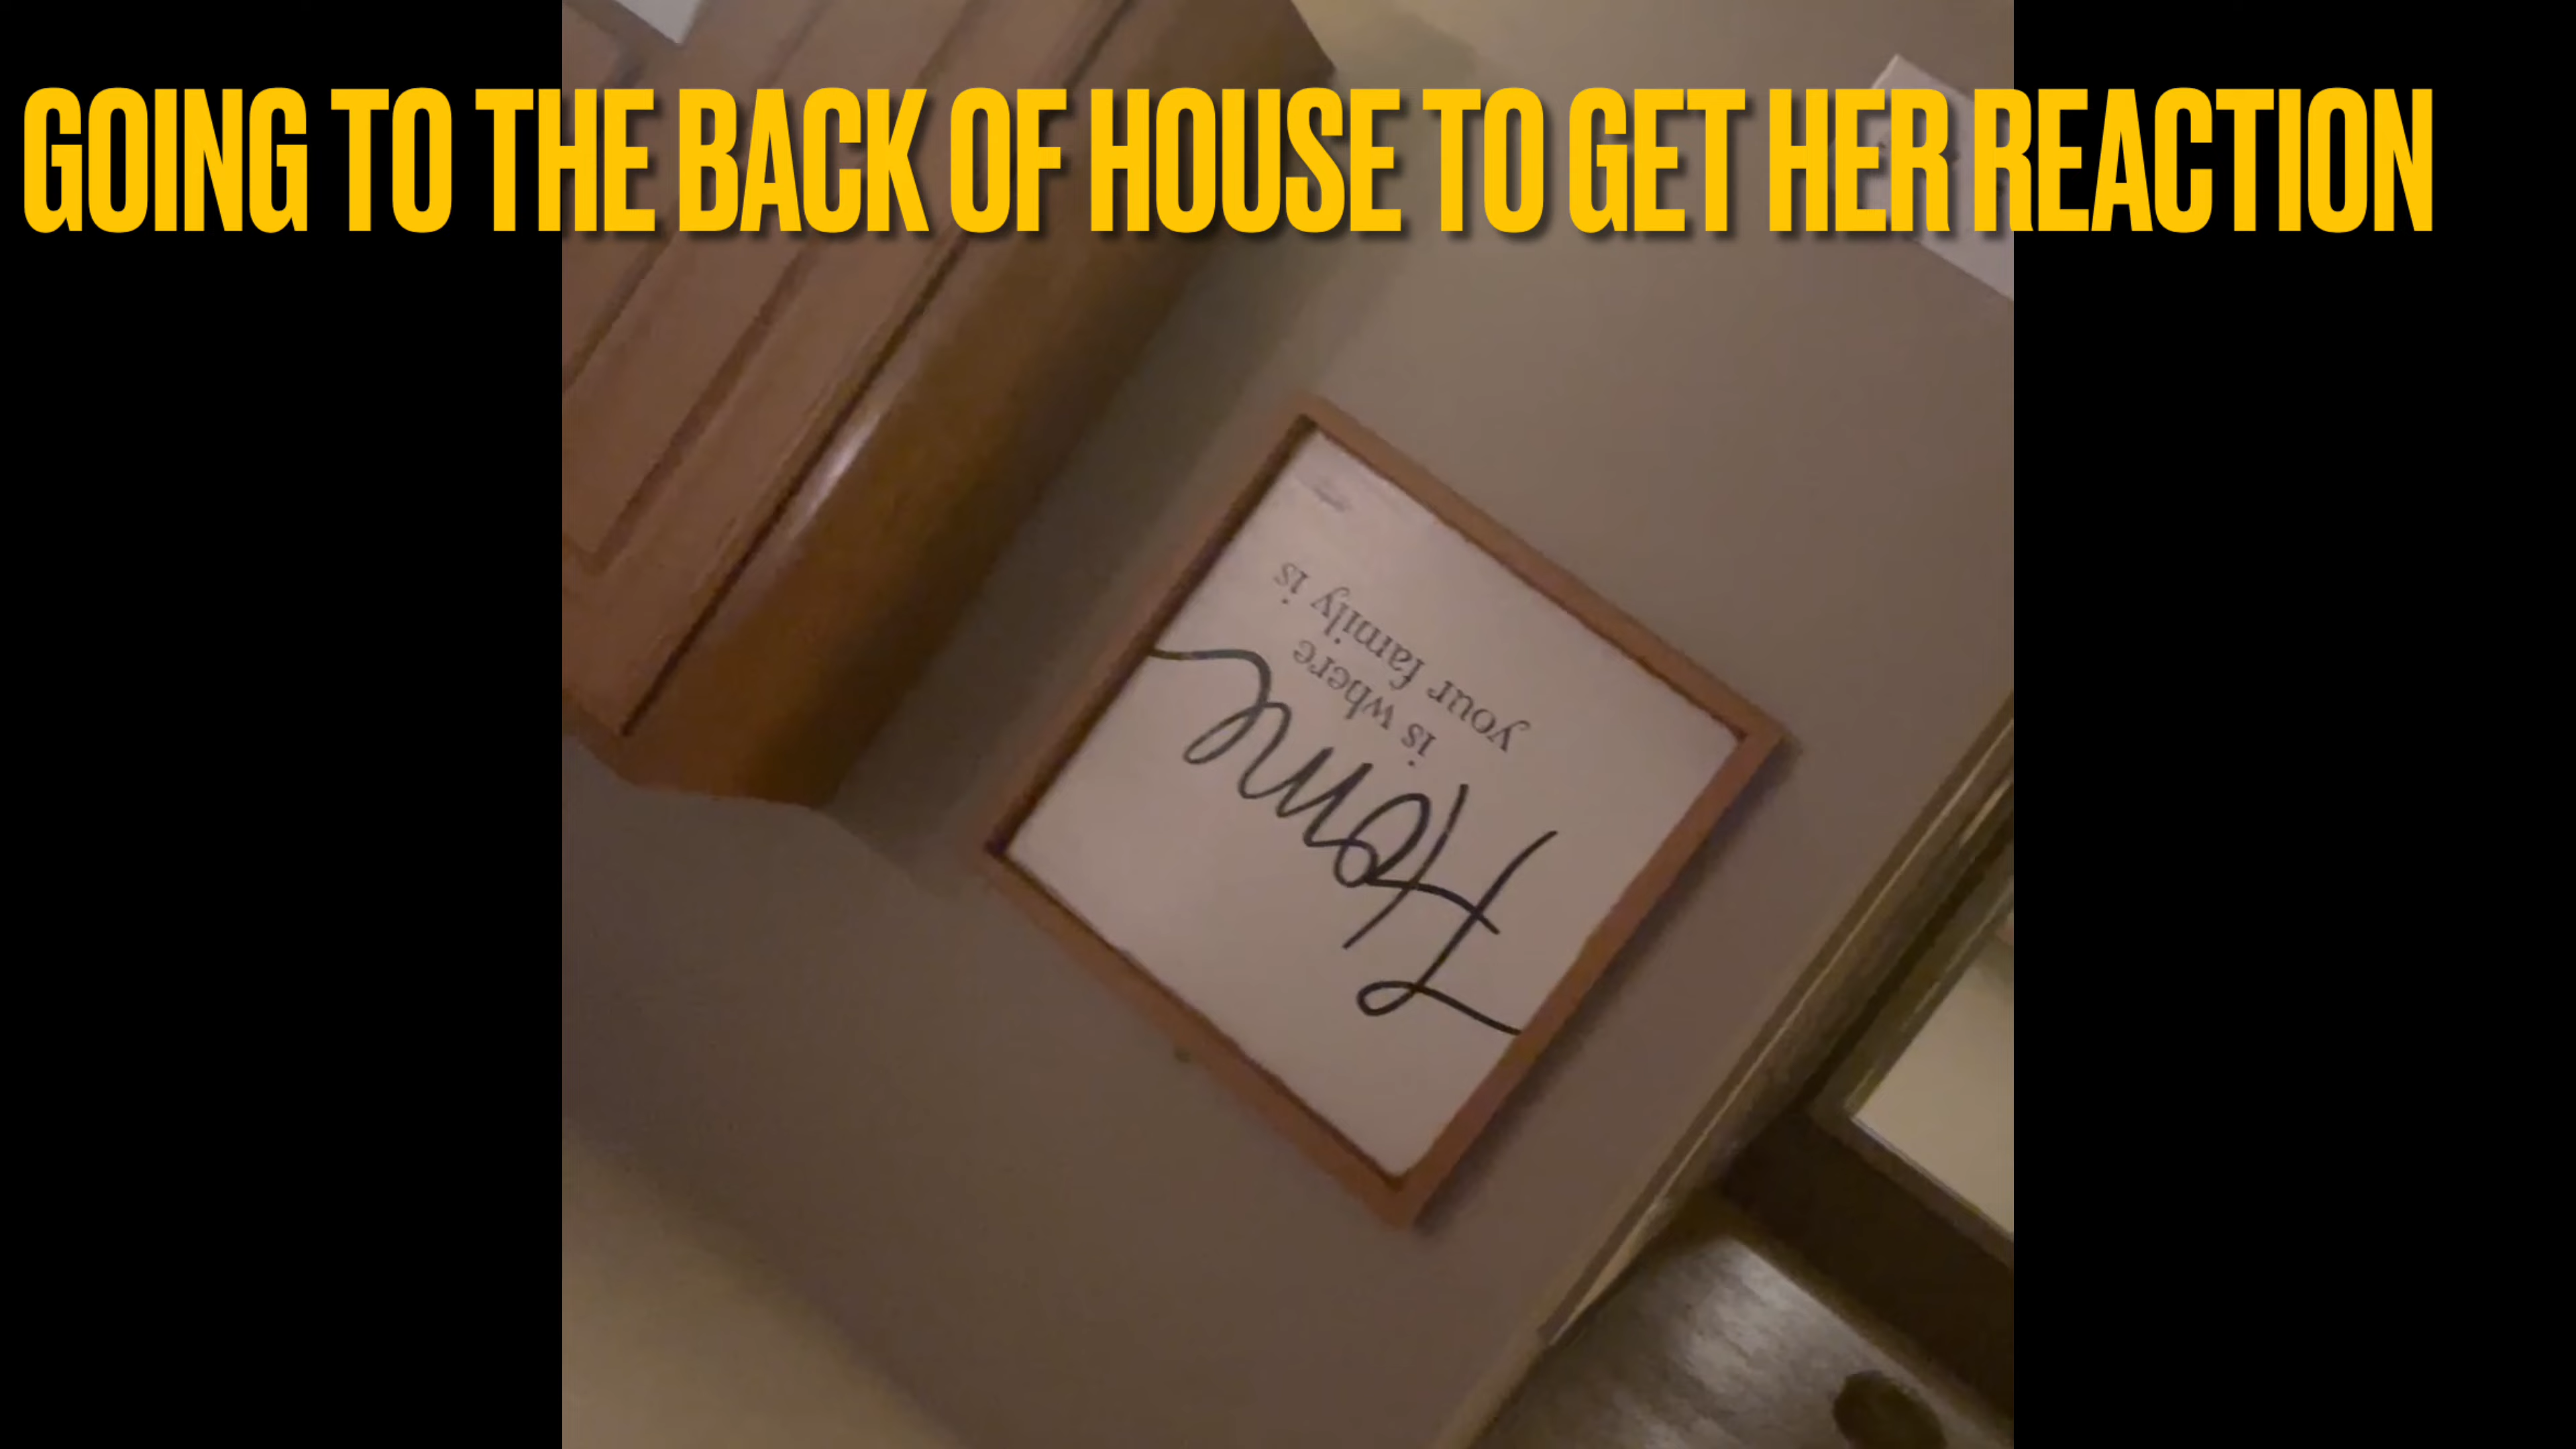 GOING TO THE BACK OF HOUSE TO GET HER REACTION
Home
is where
your family is